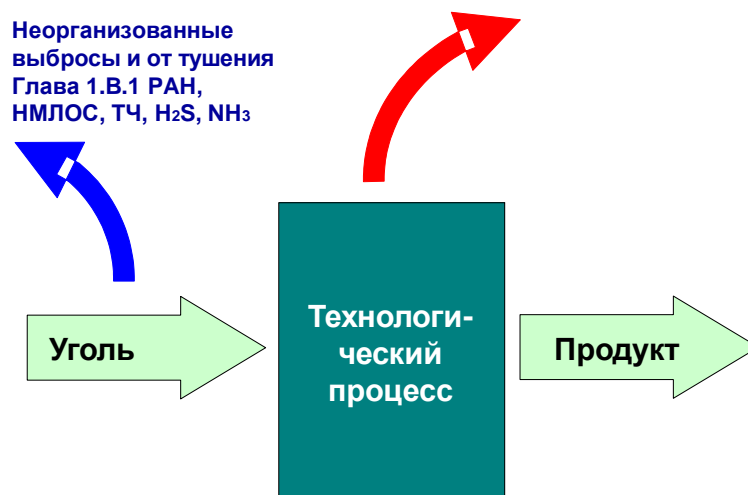 Неорганизованные
выбросы и от тушения
Глава 1.В.1 РАН,
НМЛОС, ТЧ, H₂S, NH₃
Уголь
Технологи-
ческий
процесс
Продукт